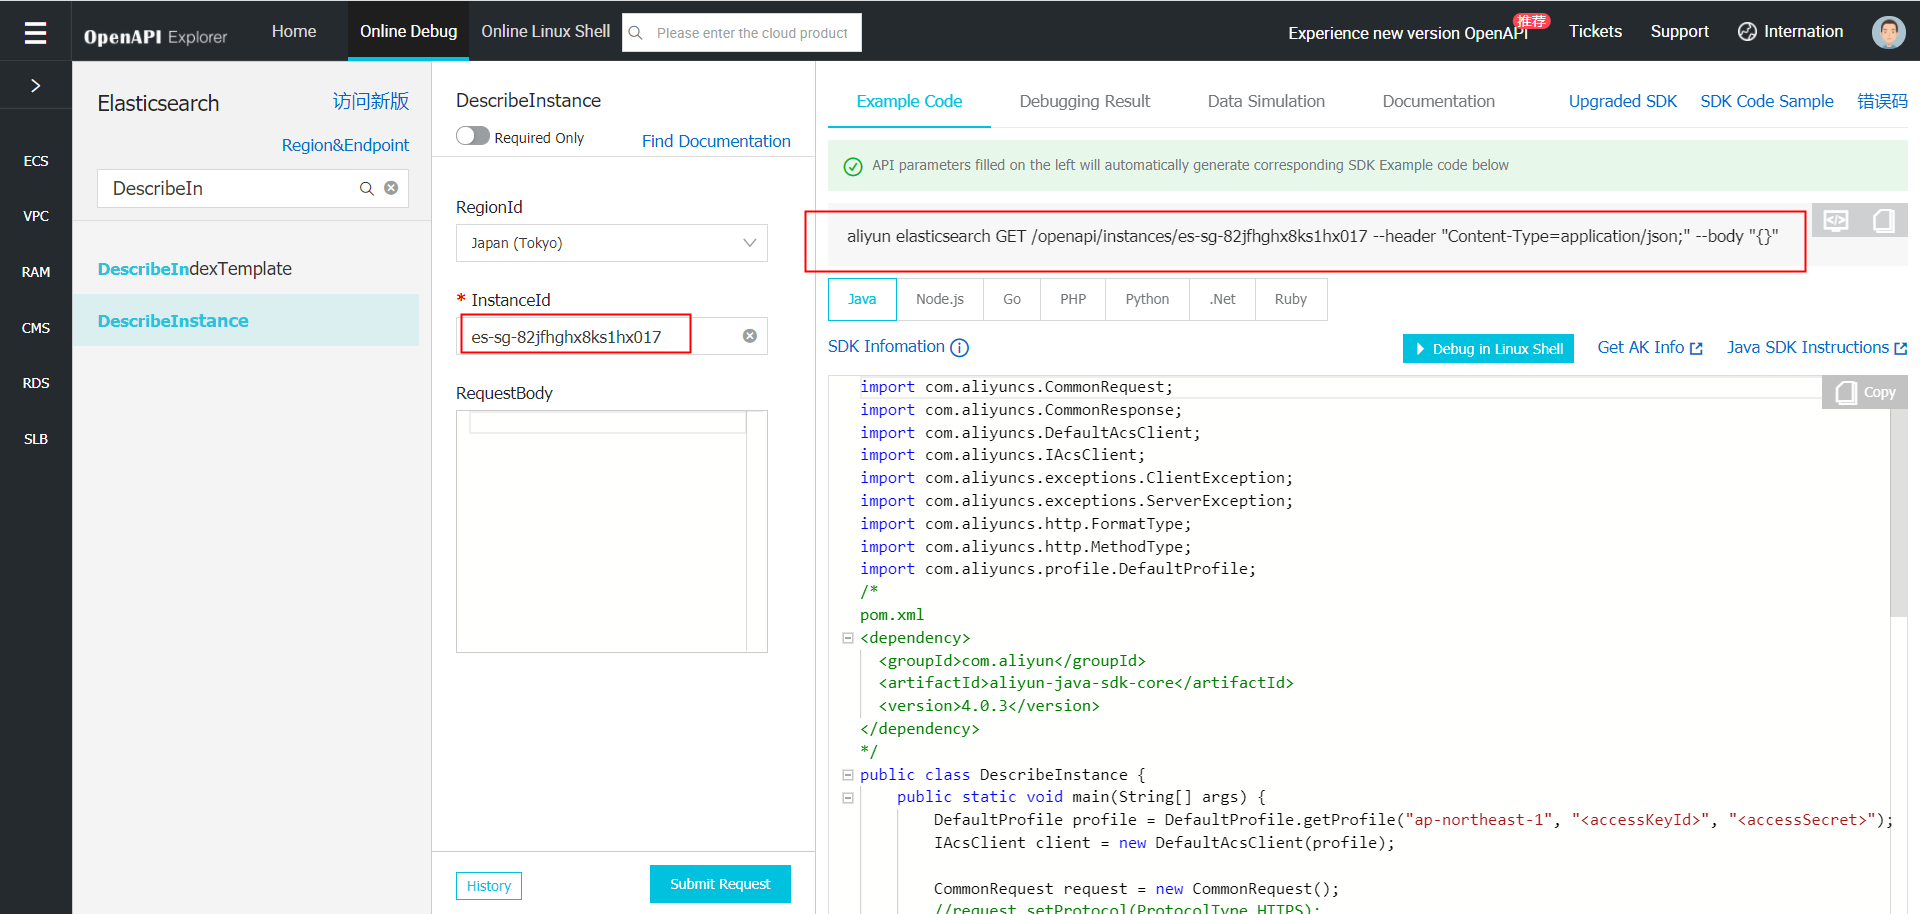 OpenAPI Explorer
Home
Online Debug
Online Linux Shell
Please enter the cloud product
Experience new version OpenAPI
推荐
Tickets
Support
Internation
ECS
VPC
RAM
CMS
RDS
SLB
Elasticsearch
访问新版
Region&Endpoint
DescribeIn
DescribeIndexTemplate
DescribeInstance
DescribeInstance
Required Only
Find Documentation
RegionId
Japan (Tokyo)
* InstanceId
es-sg-82jfhghx8ks1hx017
RequestBody
History
Submit Request
Example Code
Debugging Result
Data Simulation
Documentation
Upgraded SDK
SDK Code Sample
错误码
API parameters filled on the left will automatically generate corresponding SDK Example code below
aliyun elasticsearch GET /openapi/instances/es-sg-82jfhghx8ks1hx017 --header "Content-Type=application/json;" --body "{}"
Java
Node.js
Go
PHP
Python
.Net
Ruby
SDK Infomation
Debug in Linux Shell
Get AK Info
Java SDK Instructions
Copy
import com.aliyuncs.CommonRequest;
import com.aliyuncs.CommonResponse;
import com.aliyuncs.DefaultAcsClient;
import com.aliyuncs.IAcsClient;
import com.aliyuncs.exceptions.ClientException;
import com.aliyuncs.exceptions.ServerException;
import com.aliyuncs.http.FormatType;
import com.aliyuncs.http.MethodType;
import com.aliyuncs.profile.DefaultProfile;
/*
pom.xml
<dependency>
<groupId>com.aliyun</groupId>
<artifactId>aliyun-java-sdk-core</artifactId>
<version>4.0.3</version>
</dependency>
*/
public class DescribeInstance {
public static void main(String[] args) {
DefaultProfile profile = DefaultProfile.getProfile("ap-northeast-1", "<accessKeyId>", "<accessSecret>");
IAcsClient client = new DefaultAcsClient(profile);
CommonRequest request = new CommonRequest();
//request.setProtocol(ProtocolType.HTTPS);